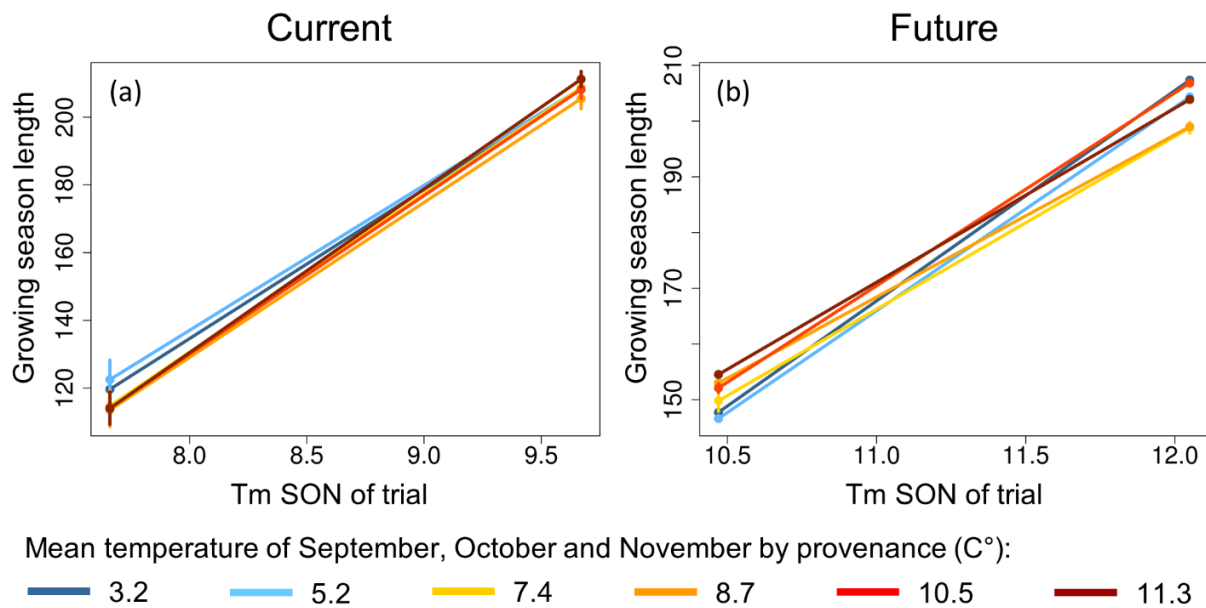 Current
Future
(a)
(b)
Growing season length
120 140 160 180 200
Growing season length
150 170 190 210
8.0 8.5 9.0 9.5
10.5 11.0 11.5 12.0
Tm SON of trial
Tm SON of trial
Mean temperature of September, October and November by provenance (C°):
3.2 5.2 7.4 8.7 10.5 11.3